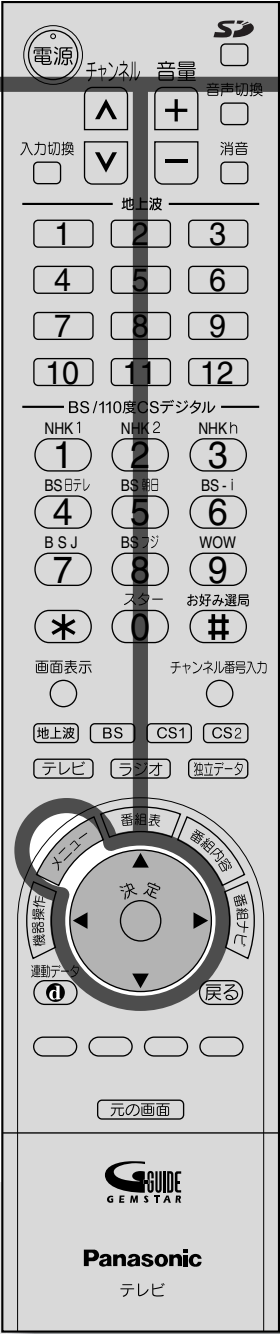 SD
電源
チャンネル 音量
音声切換
入力切換
消音
地上波
1 2 3
4 5 6
7 8 9
10 11 12
BS/110度CSデジタル
NHK1 NHK2 NHKh
1 2 3
BS日テレ BS朝日 BS-i
4 5 6
BSJ BSフジ WOW
7 8 9
スター お好み選局
* 0 #
画面表示 チャンネル番号入力
地上波 BS CS1 CS2
テレビ ラジオ 独立データ
番組表
メニュー 番組内容
機器操作 決定 番組ナビ
連動データ
d 戻る
元の画面
G-GUIDE
GEMSTAR
Panasonic
テレビ